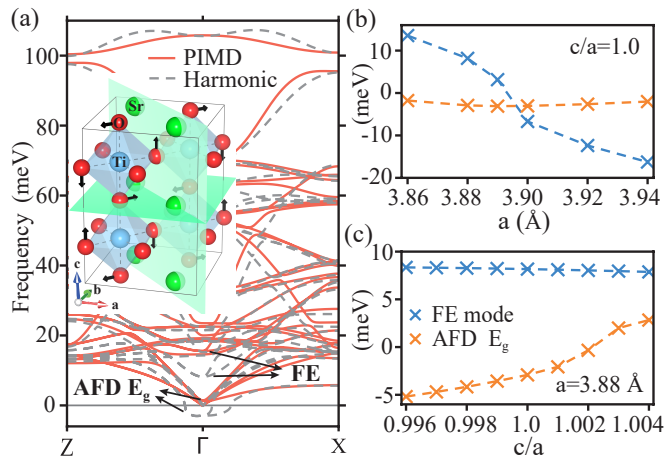 (a)
PIMD
Harmonic
Frequency (meV)
100
80
60
40
20
0
Sr
O
Ti
c
b
a
AFD E_g
FE
Z
Γ
X
(b)
c/a=1.0
(meV)
10
0
-10
-20
3.86
3.88
3.90
3.92
3.94
a (Å)
(c)
FE mode
AFD E_g
a=3.88 Å
(meV)
10
5
0
-5
0.996
0.998
1.0
1.002
1.004
c/a